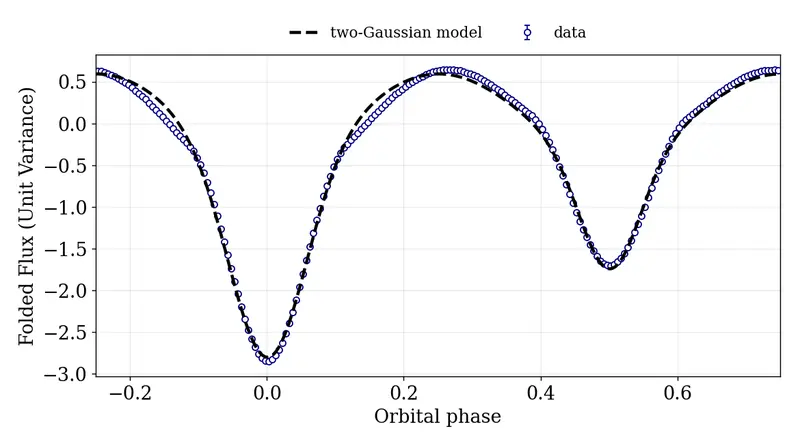 two-Gaussian model data
0.5
0.0
−0.5
−1.0
−1.5
−2.0
−2.5
−3.0
Folded Flux (Unit Variance)
−0.2 0.0 0.2 0.4 0.6
Orbital phase